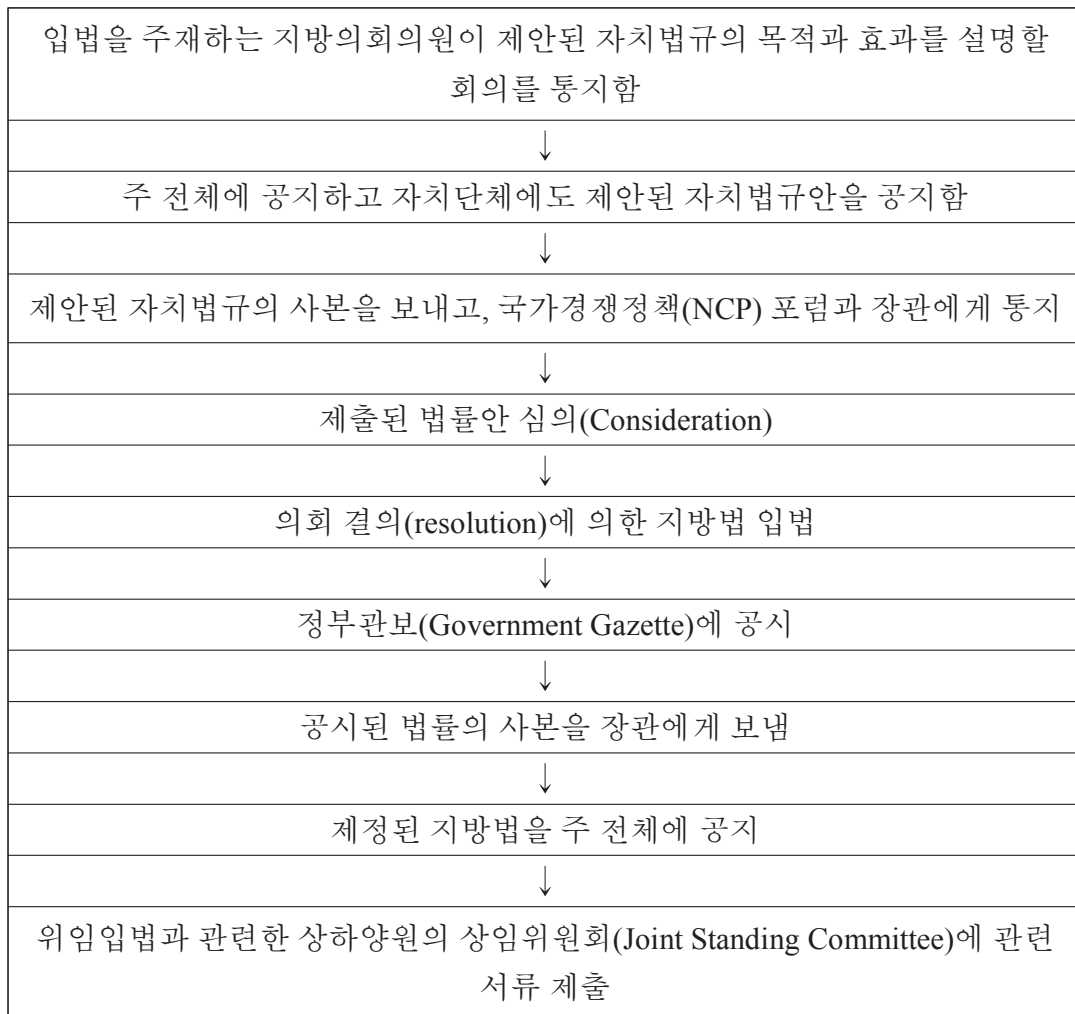 입법을 주재하는 지방의회의원이 제안된 자치법규의 목적과 효과를 설명할
회의를 통지함
↓
주 전체에 공지하고 자치단체에도 제안된 자치법규안을 공지함
↓
제안된 자치법규의 사본을 보내고, 국가경쟁정책(NCP) 포럼과 장관에게 통지
↓
제출된 법률안 심의(Consideration)
↓
의회 결의(resolution)에 의한 지방법 입법
↓
정부관보(Government Gazette)에 공시
↓
공시된 법률의 사본을 장관에게 보냄
↓
제정된 지방법을 주 전체에 공지
↓
위임입법과 관련한 상하양원의 상임위원회(Joint Standing Committee)에 관련
서류 제출